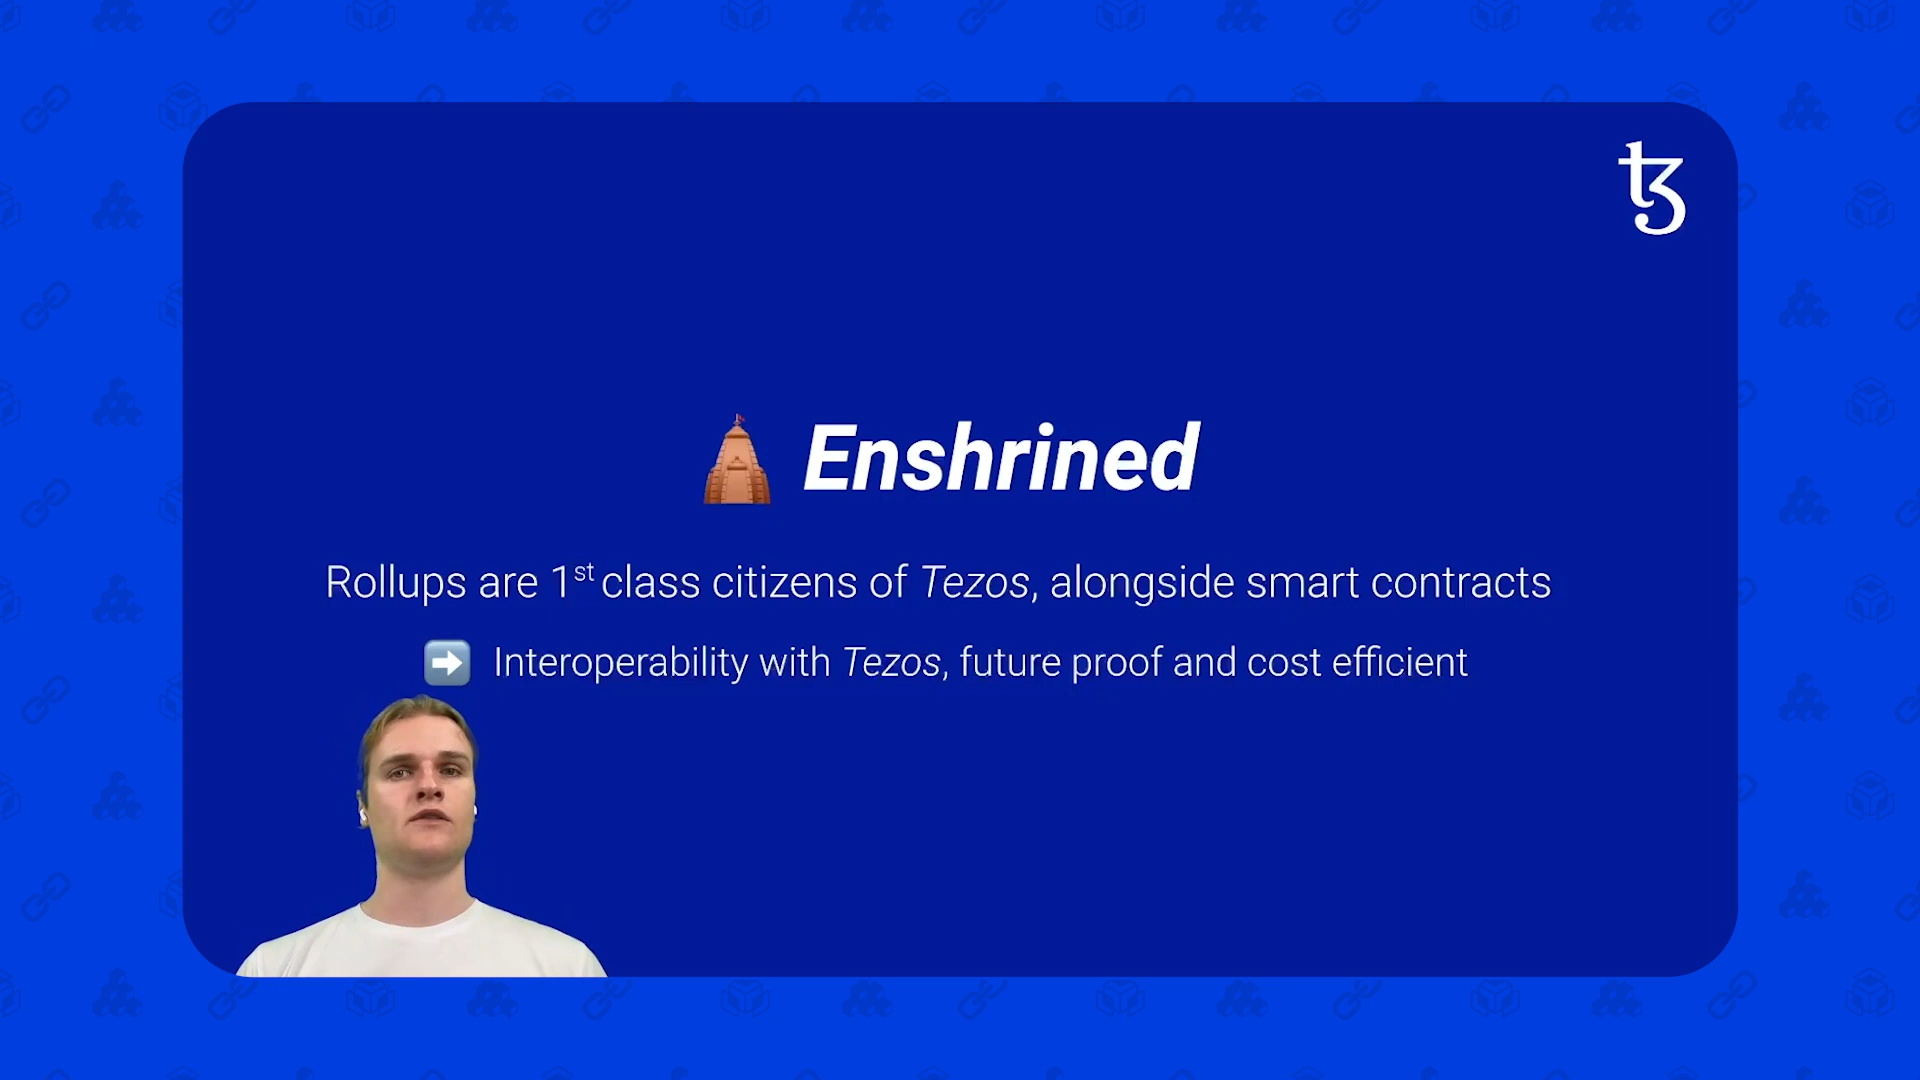 Enshrined
Rollups are 1st class citizens of Tezos, alongside smart contracts
Interoperability with Tezos, future proof and cost efficient